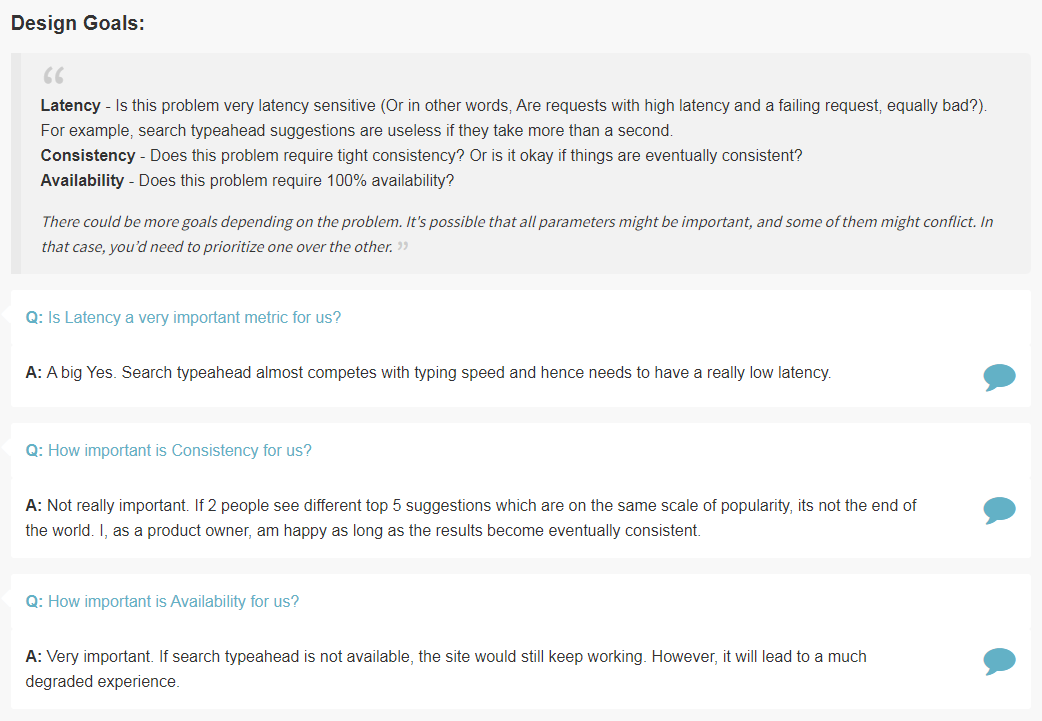 Design Goals:
“
Latency - Is this problem very latency sensitive (Or in other words, Are requests with high latency and a failing request, equally bad?).
For example, search typeahead suggestions are useless if they take more than a second.
Consistency - Does this problem require tight consistency? Or is it okay if things are eventually consistent?
Availability - Does this problem require 100% availability?
There could be more goals depending on the problem. It's possible that all parameters might be important, and some of them might conflict. In
that case, you’d need to prioritize one over the other. ”
Q: Is Latency a very important metric for us?
A: A big Yes. Search typeahead almost competes with typing speed and hence needs to have a really low latency.
Q: How important is Consistency for us?
A: Not really important. If 2 people see different top 5 suggestions which are on the same scale of popularity, its not the end of
the world. I, as a product owner, am happy as long as the results become eventually consistent.
Q: How important is Availability for us?
A: Very important. If search typeahead is not available, the site would still keep working. However, it will lead to a much
degraded experience.